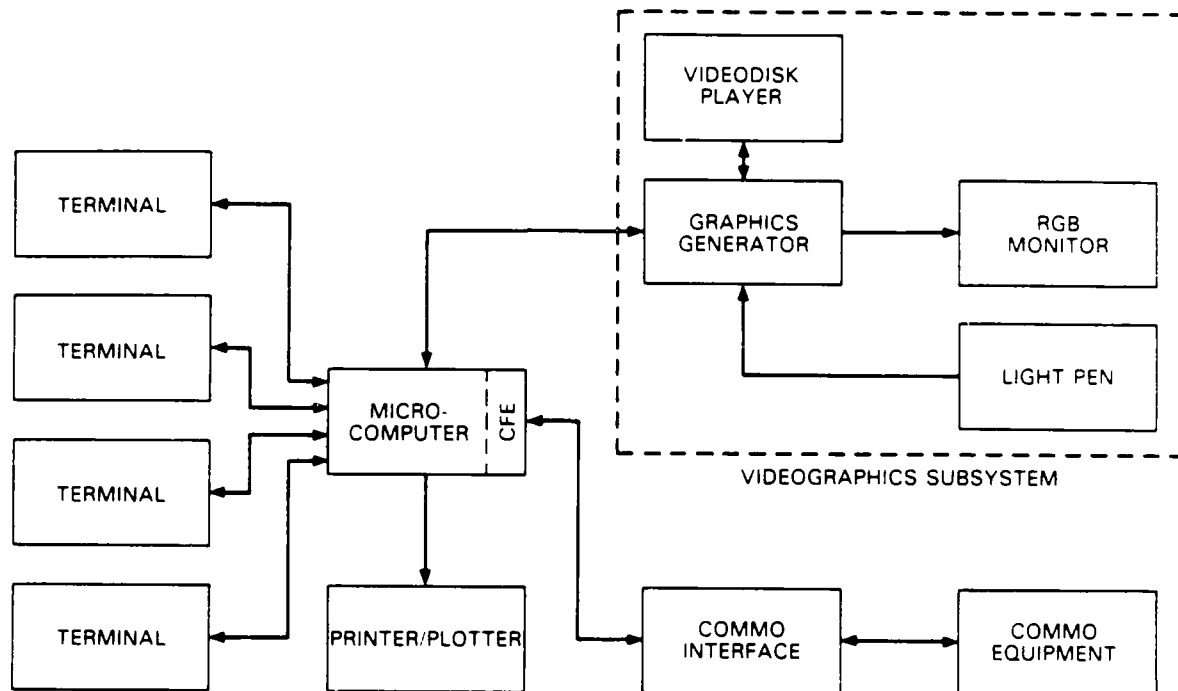 VIDEODISK
PLAYER
TERMINAL
GRAPHICS
GENERATOR
RGB
MONITOR
TERMINAL
LIGHT PEN
MICRO-
COMPUTER
CFE
VIDEOGRAPHICS SUBSYSTEM
TERMINAL
TERMINAL
PRINTER/PLOTTER
COMMO
INTERFACE
COMMO
EQUIPMENT